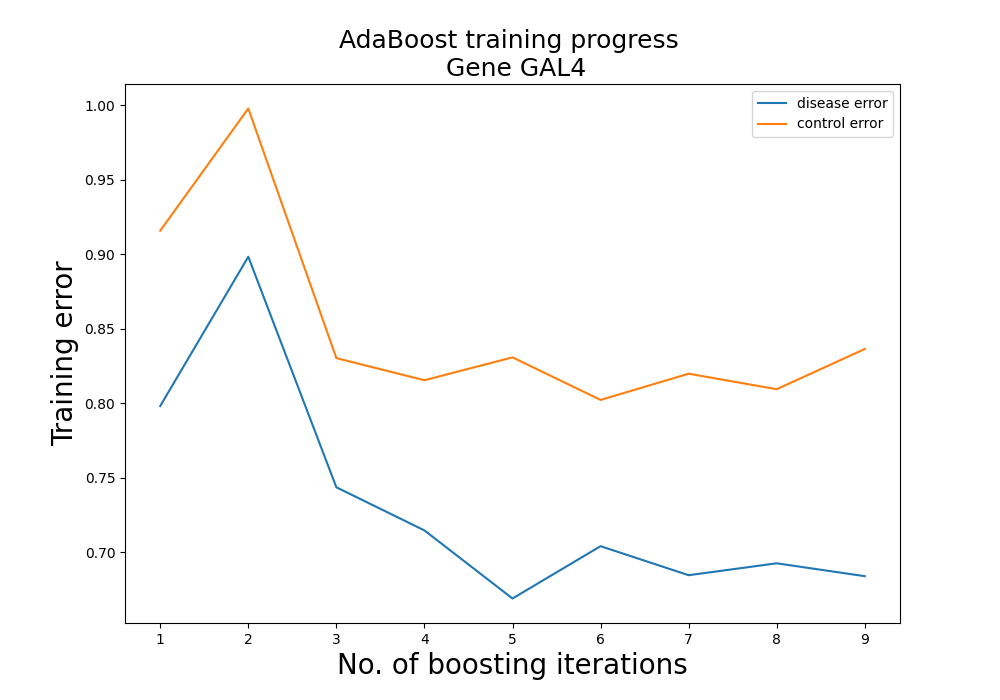 AdaBoost training progress
Gene GAL4
disease error
control error
1.00
0.95
0.90
0.85
0.80
0.75
0.70
Training error
1 2 3 4 5 6 7 8 9
No. of boosting iterations